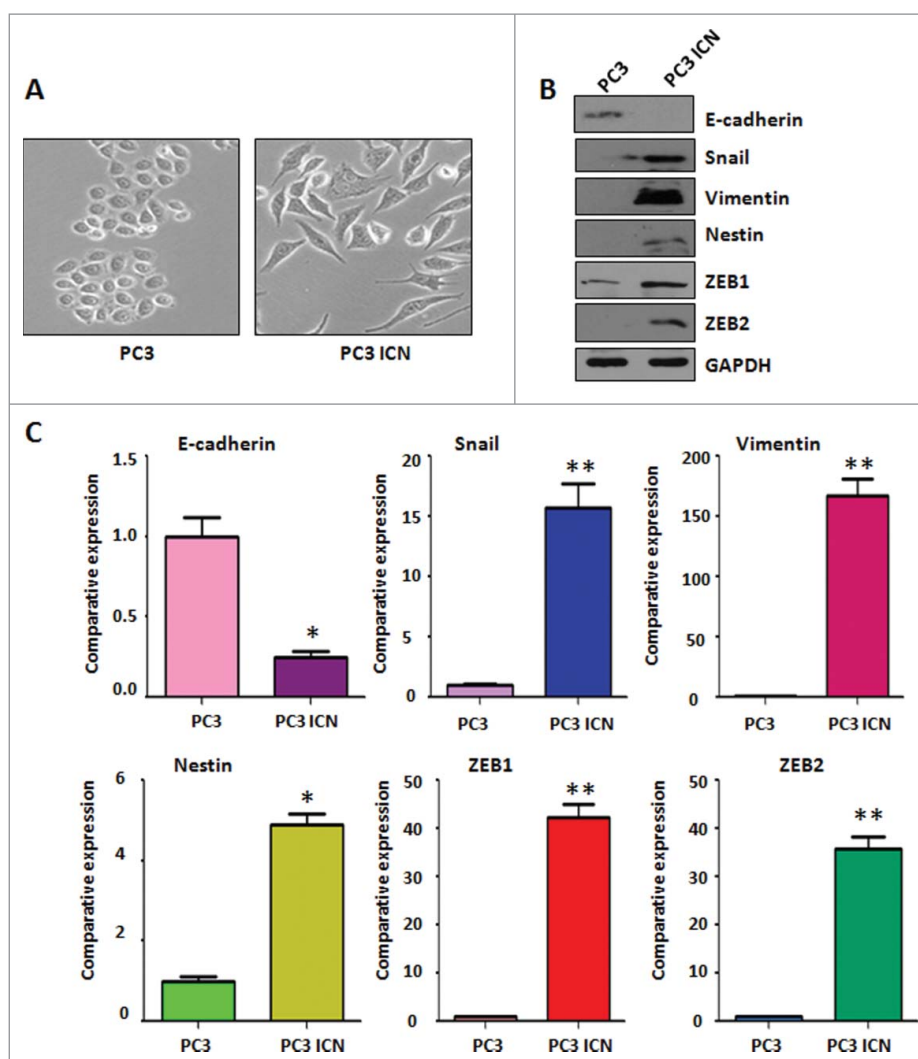 A
PC3
PC3 ICN
B
PC3
PC3 ICN
E-cadherin
Snail
Vimentin
Nestin
ZEB1
ZEB2
GAPDH
C
E-cadherin
Comparative expression
1.5
1.0
0.5
0.0
*
PC3
PC3 ICN
Snail
Comparative expression
20
15
10
5
0
**
PC3
PC3 ICN
Vimentin
Comparative expression
200
150
100
50
0
**
PC3
PC3 ICN
Nestin
Comparative expression
6
4
2
0
*
PC3
PC3 ICN
ZEB1
Comparative expression
50
40
30
20
10
0
**
PC3
PC3 ICN
ZEB2
Comparative expression
50
40
30
20
10
0
**
PC3
PC3 ICN